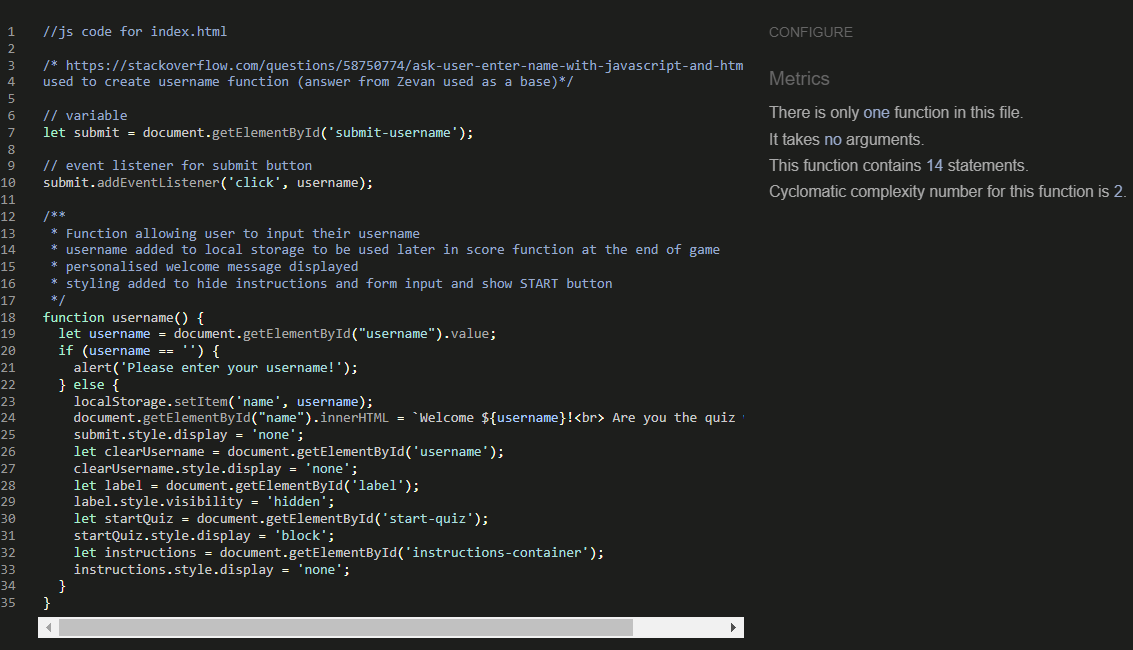 1 //js code for index.html
2
3 /* https://stackoverflow.com/questions/58750774/ask-user-enter-name-with-javascript-and-htm
4 used to create username function (answer from Zevan used as a base)*/
5
6 // variable
7 let submit = document.getElementById('submit-username');
8
9 // event listener for submit button
10 submit.addEventListener('click', username);
11
12 /**
13 * Function allowing user to input their username
14 * username added to local storage to be used later in score function at the end of game
15 * personalised welcome message displayed
16 * styling added to hide instructions and form input and show START button
17 */
18 function username() {
19 let username = document.getElementById("username").value;
20 if (username == '') {
21 alert('Please enter your username!');
22 } else {
23 localStorage.setItem('name', username);
24 document.getElementById("name").innerHTML = `Welcome ${username}!<br> Are you the quiz
25 submit.style.display = 'none';
26 let clearUsername = document.getElementById('username');
27 clearUsername.style.display = 'none';
28 let label = document.getElementById('label');
29 label.style.visibility = 'hidden';
30 let startQuiz = document.getElementById('start-quiz');
31 startQuiz.style.display = 'block';
32 let instructions = document.getElementById('instructions-container');
33 instructions.style.display = 'none';
34 }
35 }
CONFIGURE
Metrics
There is only one function in this file.
It takes no arguments.
This function contains 14 statements.
Cyclomatic complexity number for this function is 2.